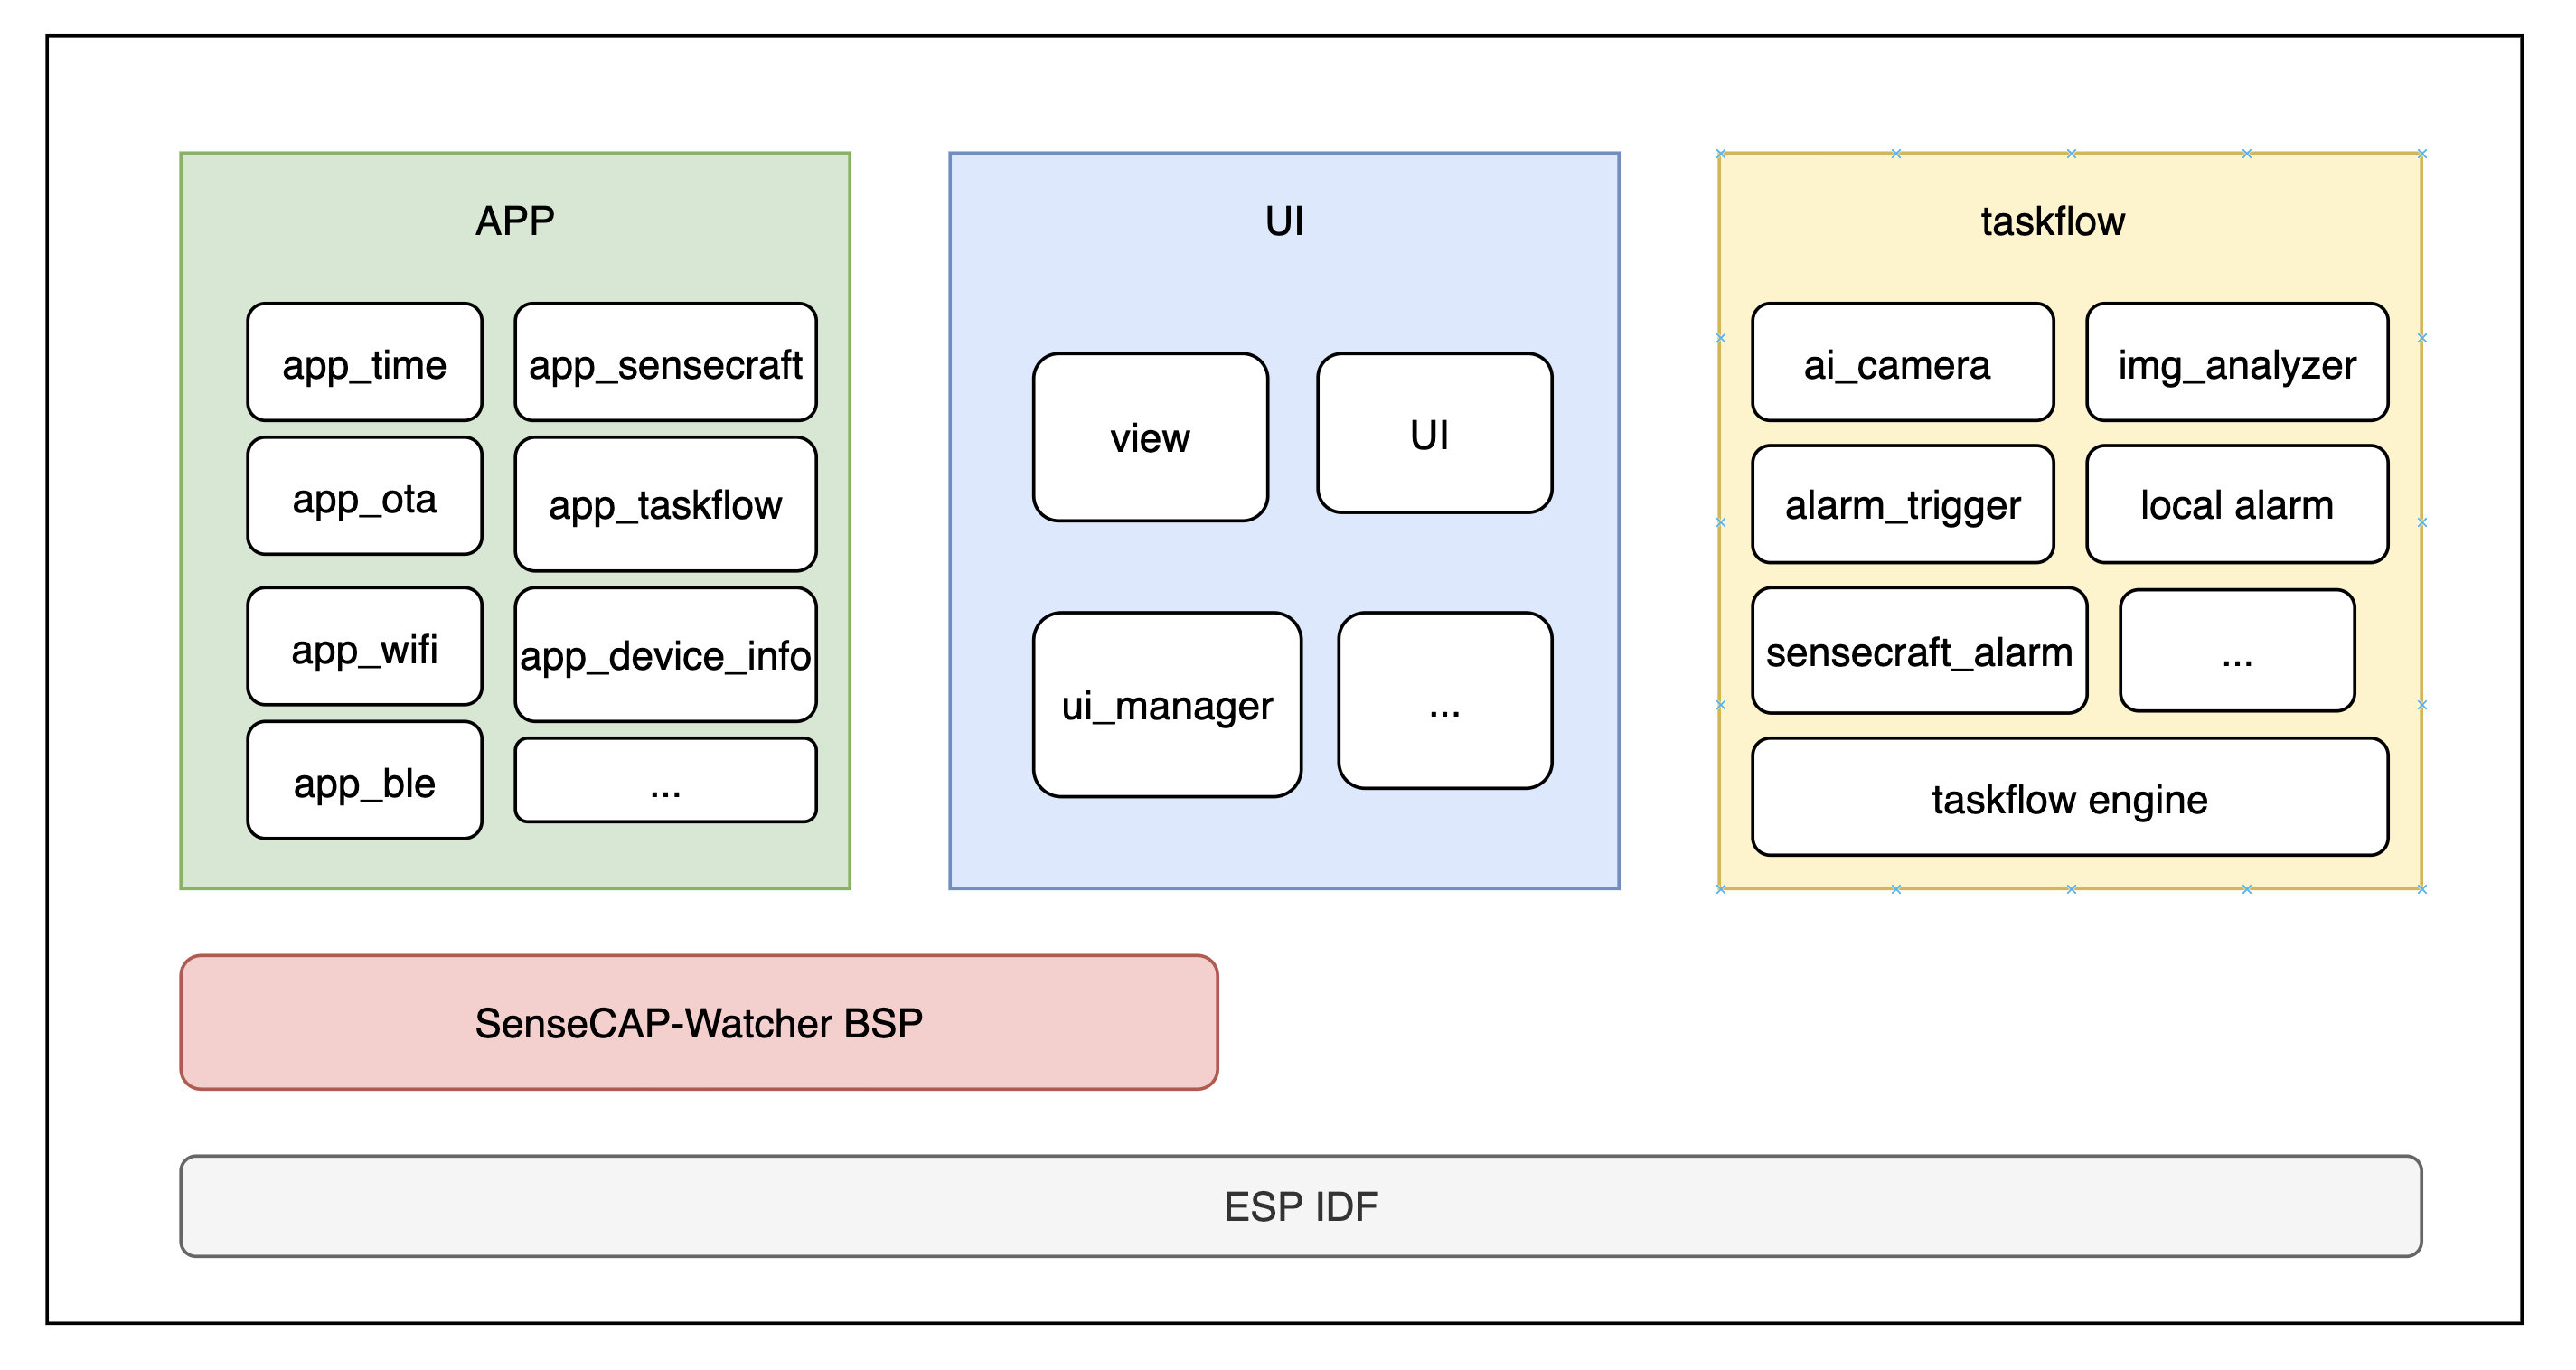 APP
app_time
app_sensecraft
app_ota
app_taskflow
app_wifi
app_device_info
app_ble
...
UI
view
UI
ui_manager
...
taskflow
ai_camera
img_analyzer
alarm_trigger
local alarm
sensecraft_alarm
...
taskflow engine
SenseCAP-Watcher BSP
ESP IDF